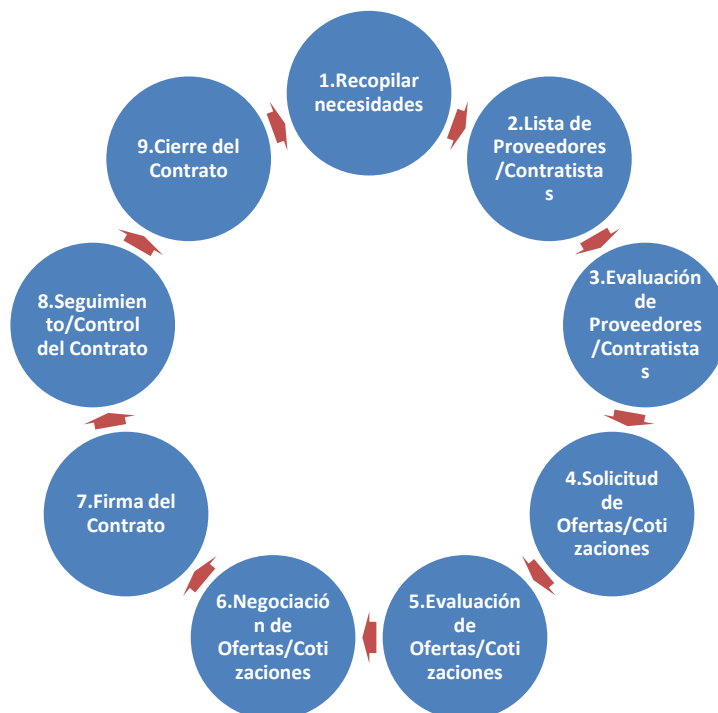 1.Recopilar
necesidades
2.Lista de
Proveedores
/Contratista
s
3.Evaluación
de
Proveedores
/Contratista
s
4.Solicitud
de
Ofertas/Coti
zaciones
5.Evaluación
de
Ofertas/Coti
zaciones
6.Negociació
n de
Ofertas/Coti
zaciones
7.Firma del
Contrato
8.Seguimien
to/Control
del Contrato
9.Cierre del
Contrato